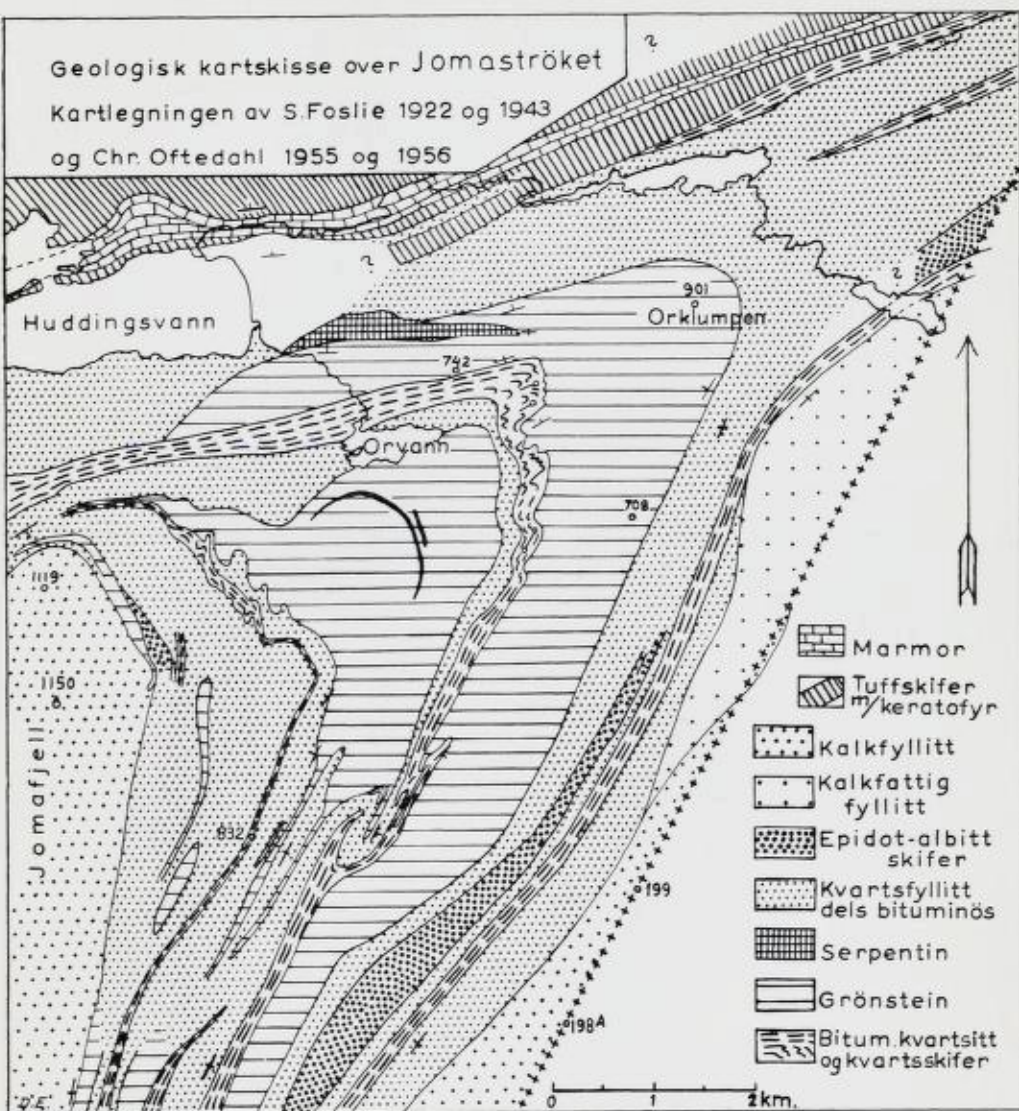 Geologisk kartskisse over Jomaströket
Kartlegningen av S. Foslie 1922 og 1943
og Chr. Oftedahl 1955 og 1956
?
?
?
Huddingsvann
901
Orklumpen
742
Orvann
708
1119
1150
Jomafjell
832
199
198A
Marmor
Tuffskifer
m/keratofyr
Kalkfyllitt
Kalkfattig
fyllitt
Epidot-albitt
skifer
Kvartsfyllitt
dels bituminös
Serpentin
Grönstein
Bitum. kvartsitt
og kvartsskifer
0 1 2 km.